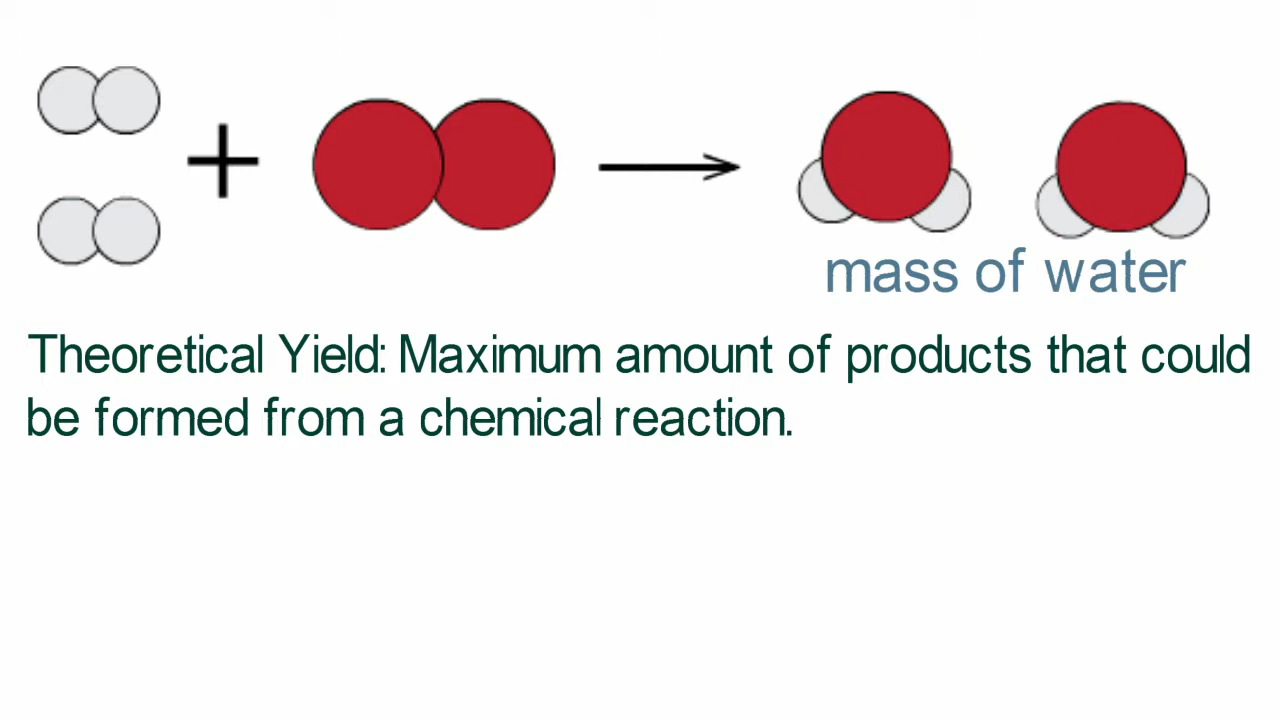 mass of water
Theoretical Yield: Maximum amount of products that could
be formed from a chemical reaction.